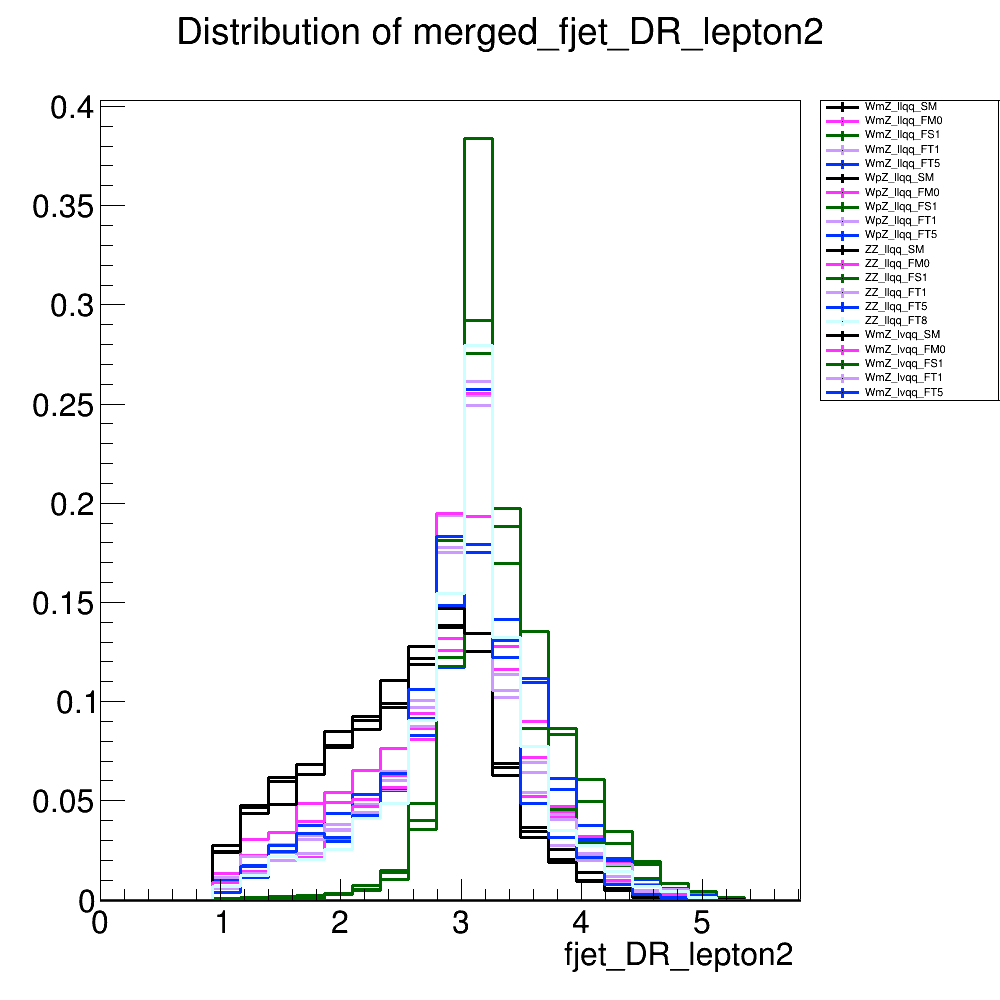 Distribution of merged_fjet_DR_lepton2
0.4
0.35
0.3
0.25
0.2
0.15
0.1
0.05
0
0 1 2 3 4 5
fjet_DR_lepton2
WmZ_llqq_SM
WmZ_llqq_FM0
WmZ_llqq_FS1
WmZ_llqq_FT1
WmZ_llqq_FT5
WpZ_llqq_SM
WpZ_llqq_FM0
WpZ_llqq_FS1
WpZ_llqq_FT1
WpZ_llqq_FT5
ZZ_llqq_SM
ZZ_llqq_FM0
ZZ_llqq_FS1
ZZ_llqq_FT1
ZZ_llqq_FT5
ZZ_llqq_FT8
WmZ_lvqq_SM
WmZ_lvqq_FM0
WmZ_lvqq_FS1
WmZ_lvqq_FT1
WmZ_lvqq_FT5